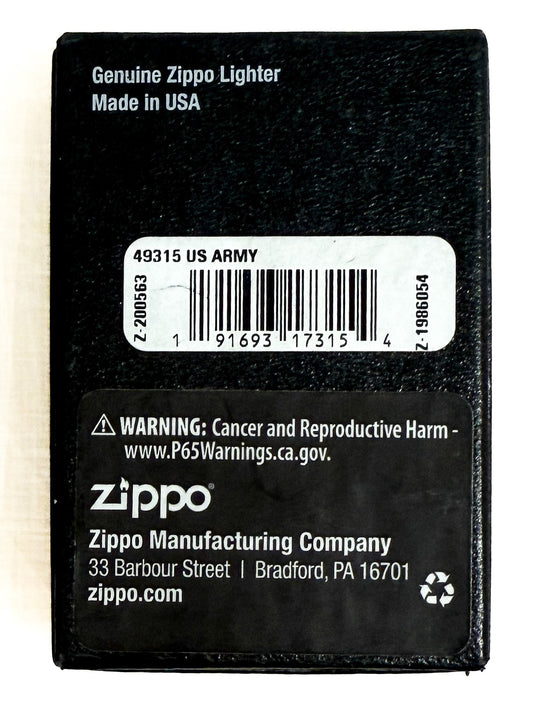 Genuine Zippo Lighter
Made in USA
49315 US ARMY
Z-200563
1 91693 17315 4
Z-1986054
⚠ WARNING: Cancer and Reproductive Harm -
www.P65Warnings.ca.gov.
zippo®
Zippo Manufacturing Company
33 Barbour Street | Bradford, PA 16701
zippo.com